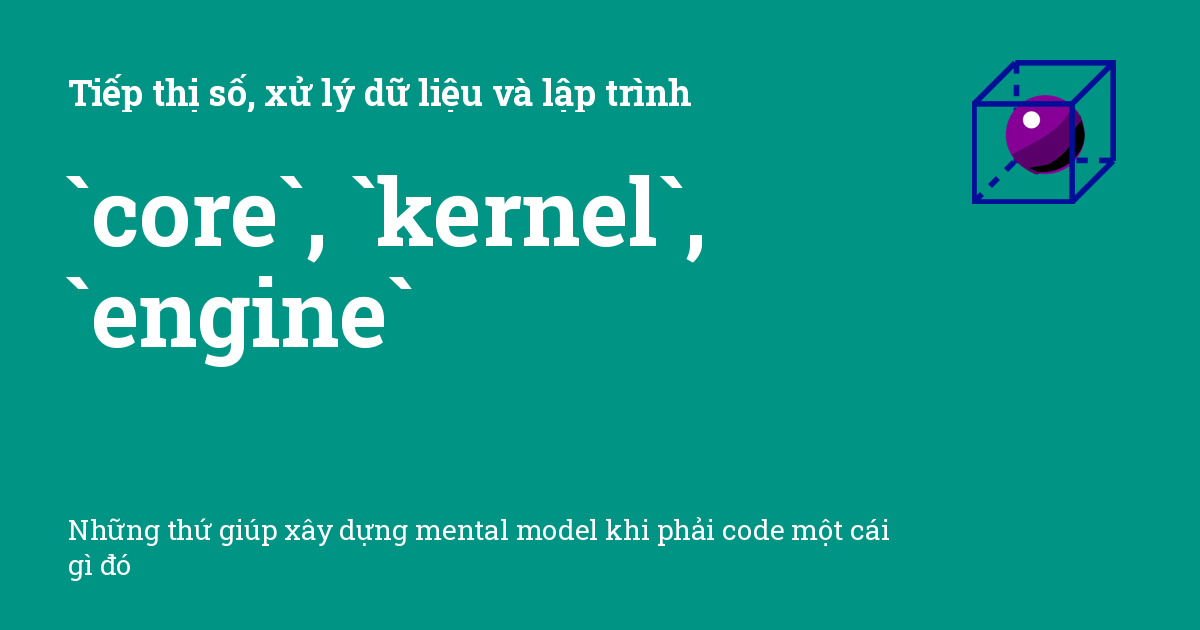 Tiếp thị số, xử lý dữ liệu và lập trình
`core`, `kernel`,
`engine`
Những thứ giúp xây dựng mental model khi phải code một cái
gì đó